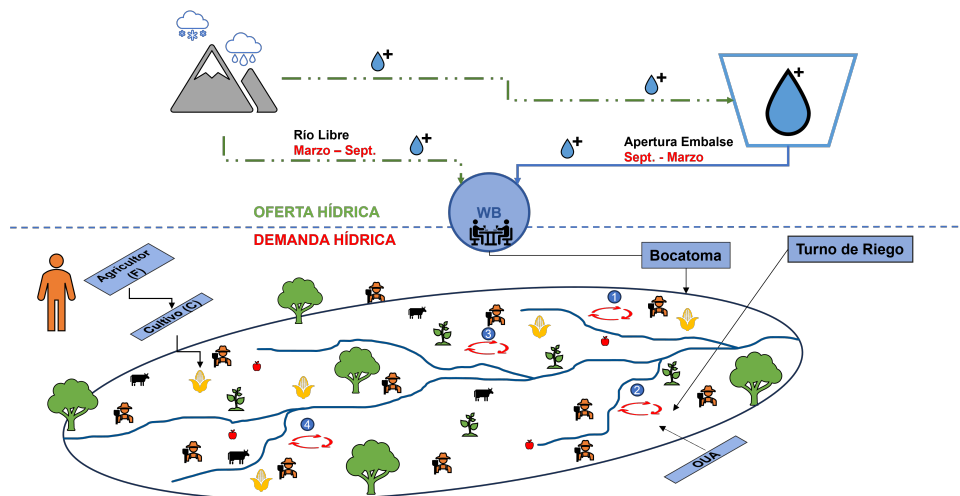 Río Libre
Marzo – Sept.
Apertura Embalse
Sept. - Marzo
WB
OFERTA HÍDRICA
DEMANDA HÍDRICA
Bocatoma
Turno de Riego
Agricultor
(F)
Cultivo (C)
1
3
2
4
OUA